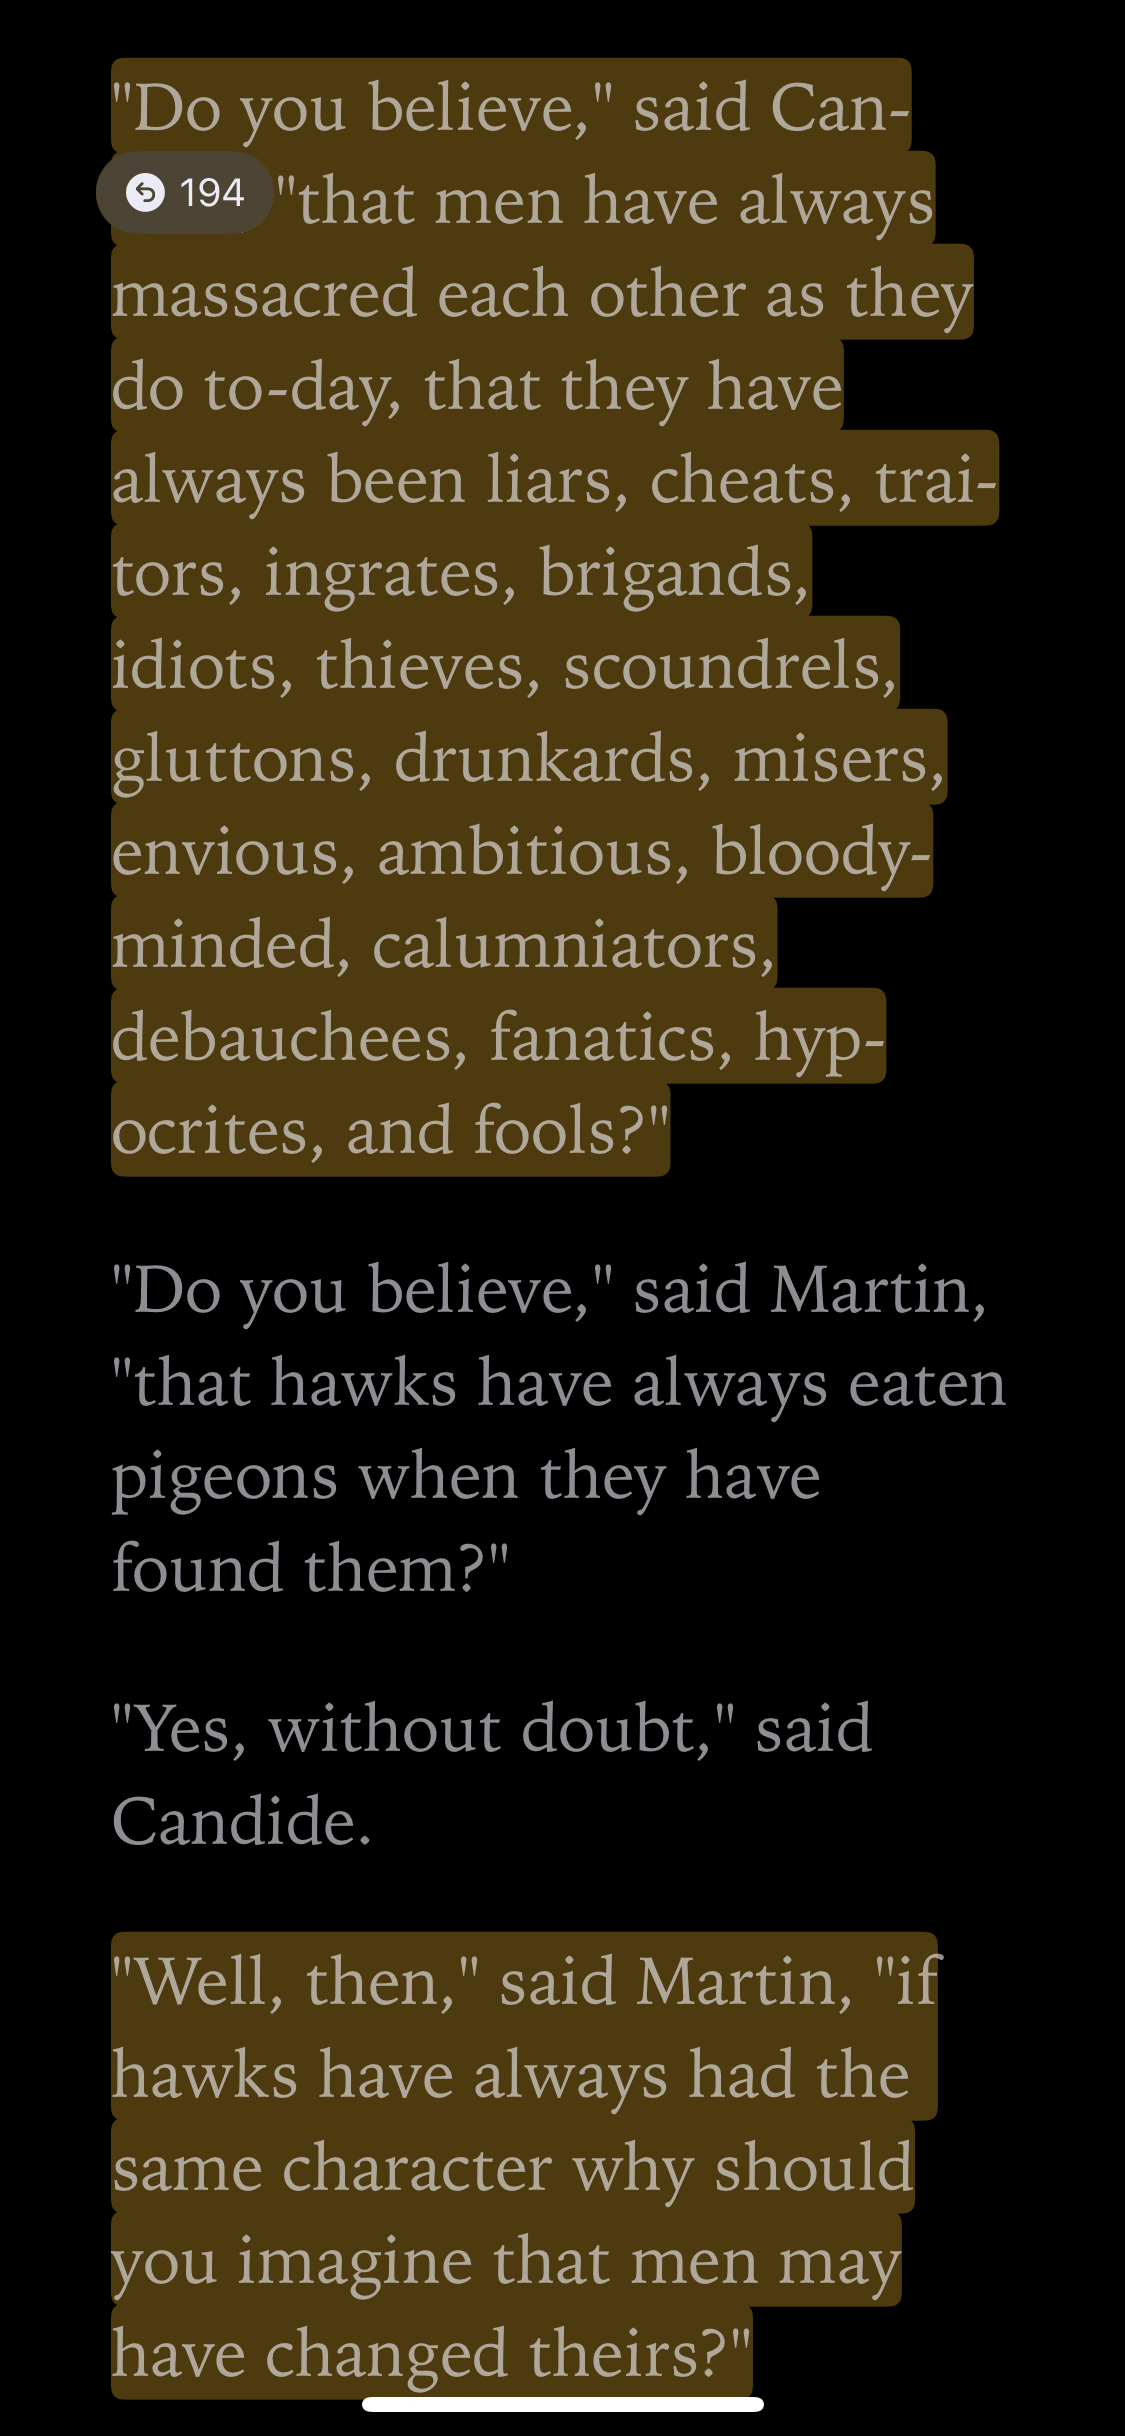 "Do you believe," said Can-
194 "that men have always
massacred each other as they
do to-day, that they have
always been liars, cheats, trai-
tors, ingrates, brigands,
idiots, thieves, scoundrels,
gluttons, drunkards, misers,
envious, ambitious, bloody-
minded, calumniators,
debauchees, fanatics, hyp-
ocrites, and fools?"
"Do you believe," said Martin,
"that hawks have always eaten
pigeons when they have
found them?"
"Yes, without doubt," said
Candide.
"Well, then," said Martin, "if
hawks have always had the
same character why should
you imagine that men may
have changed theirs?"